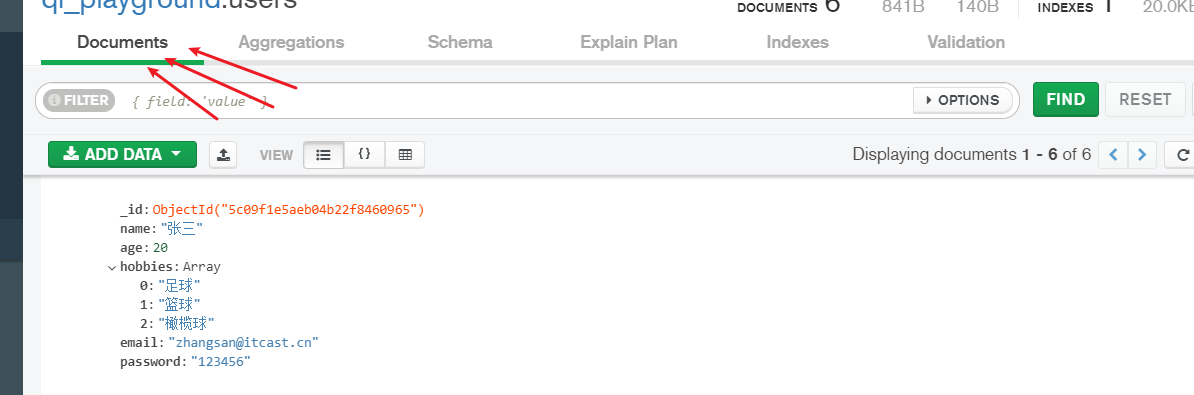 ql_playground.users
DOCUMENTS 6 841B 140B INDEXES 1 20.0KB
Documents Aggregations Schema Explain Plan Indexes Validation
FILTER { field: 'value' } OPTIONS FIND RESET
ADD DATA VIEW {} Displaying documents 1 - 6 of 6
_id: ObjectId("5c09f1e5aeb04b22f8460965")
name: "张三"
age: 20
hobbies: Array
0: "足球"
1: "篮球"
2: "橄榄球"
email: "zhangsan@itcast.cn"
password: "123456"